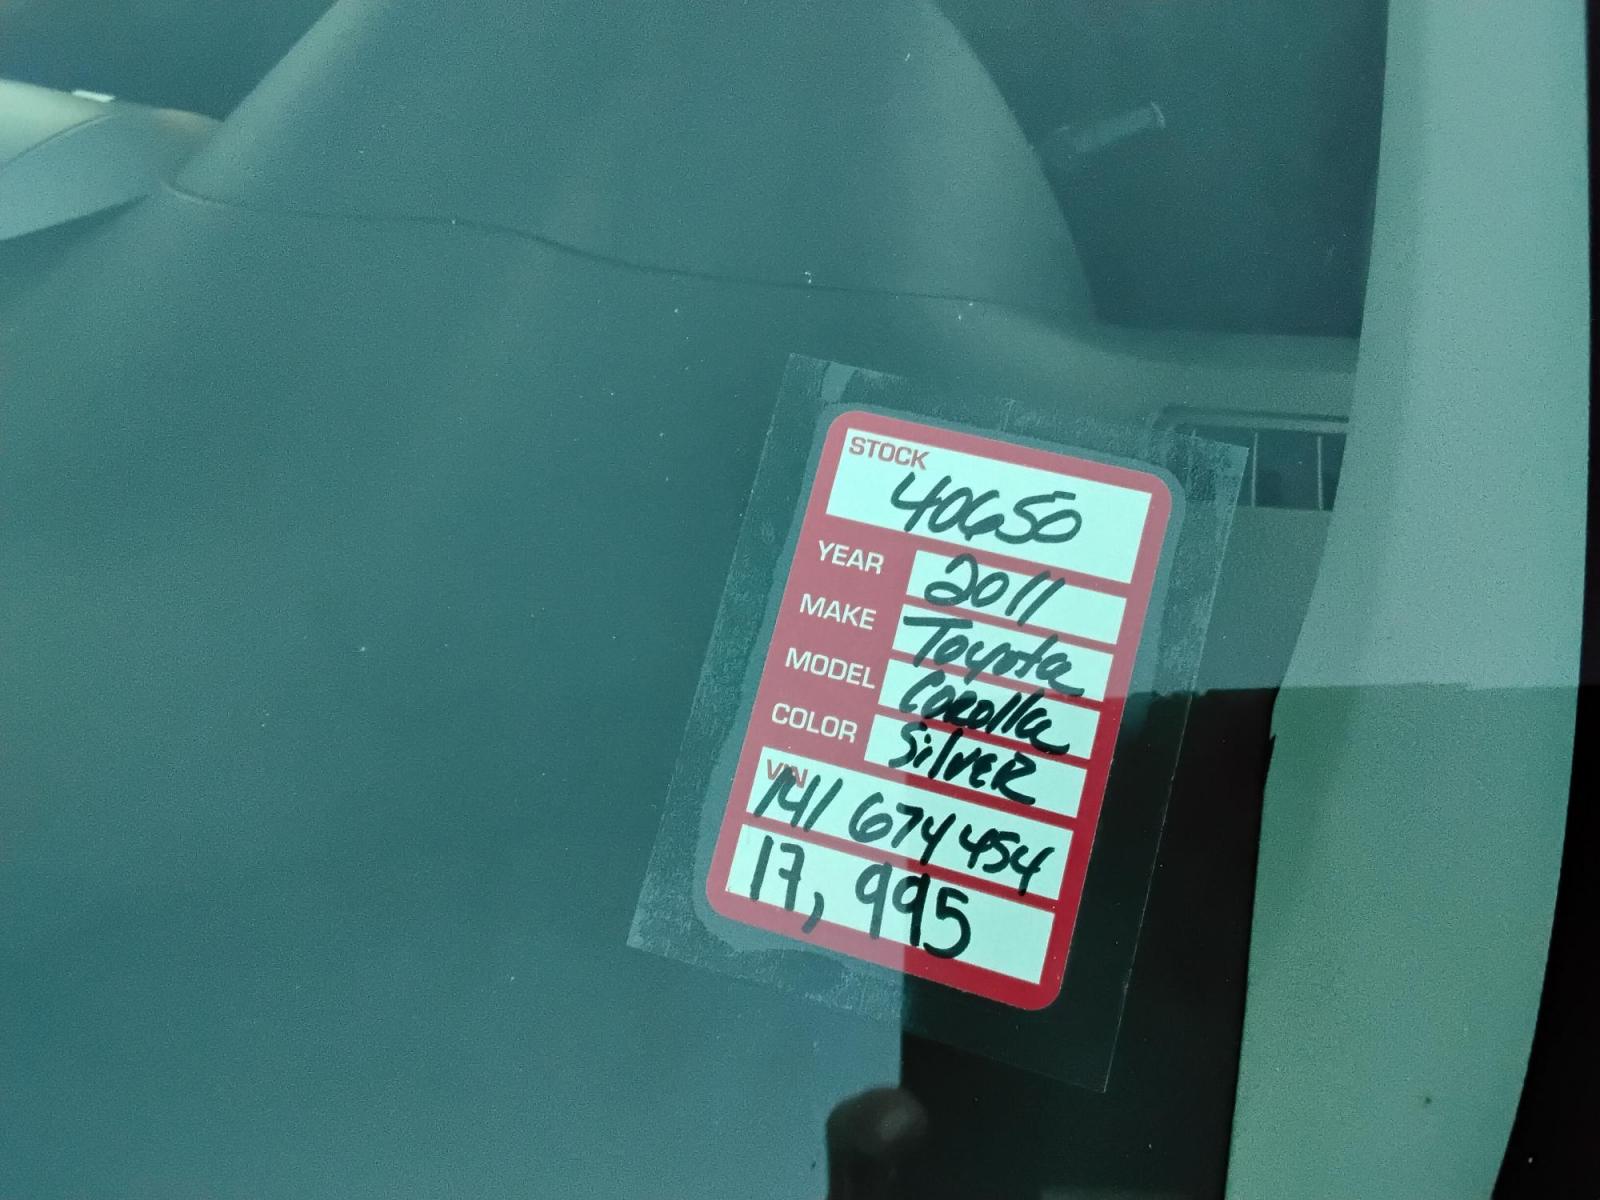 STOCK
40650
YEAR 2011
MAKE Toyota
MODEL Corolla
COLOR SilVER
VIN
141 674454
17,995